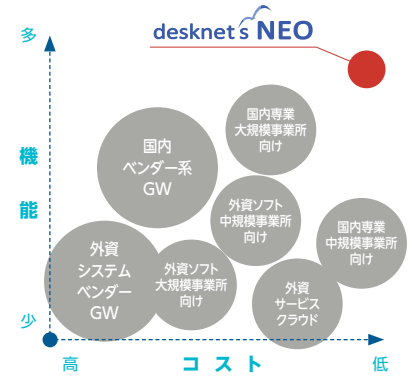 desknet's NEO
多
機
能
少
高
コスト
低
国内専業
大規模事業所
向け
国内
ベンダー系
GW
外資ソフト
中規模事業所
向け
国内専業
中規模事業所
向け
外資
システム
ベンダー
GW
外資ソフト
大規模事業所
向け
外資
サービス
クラウド